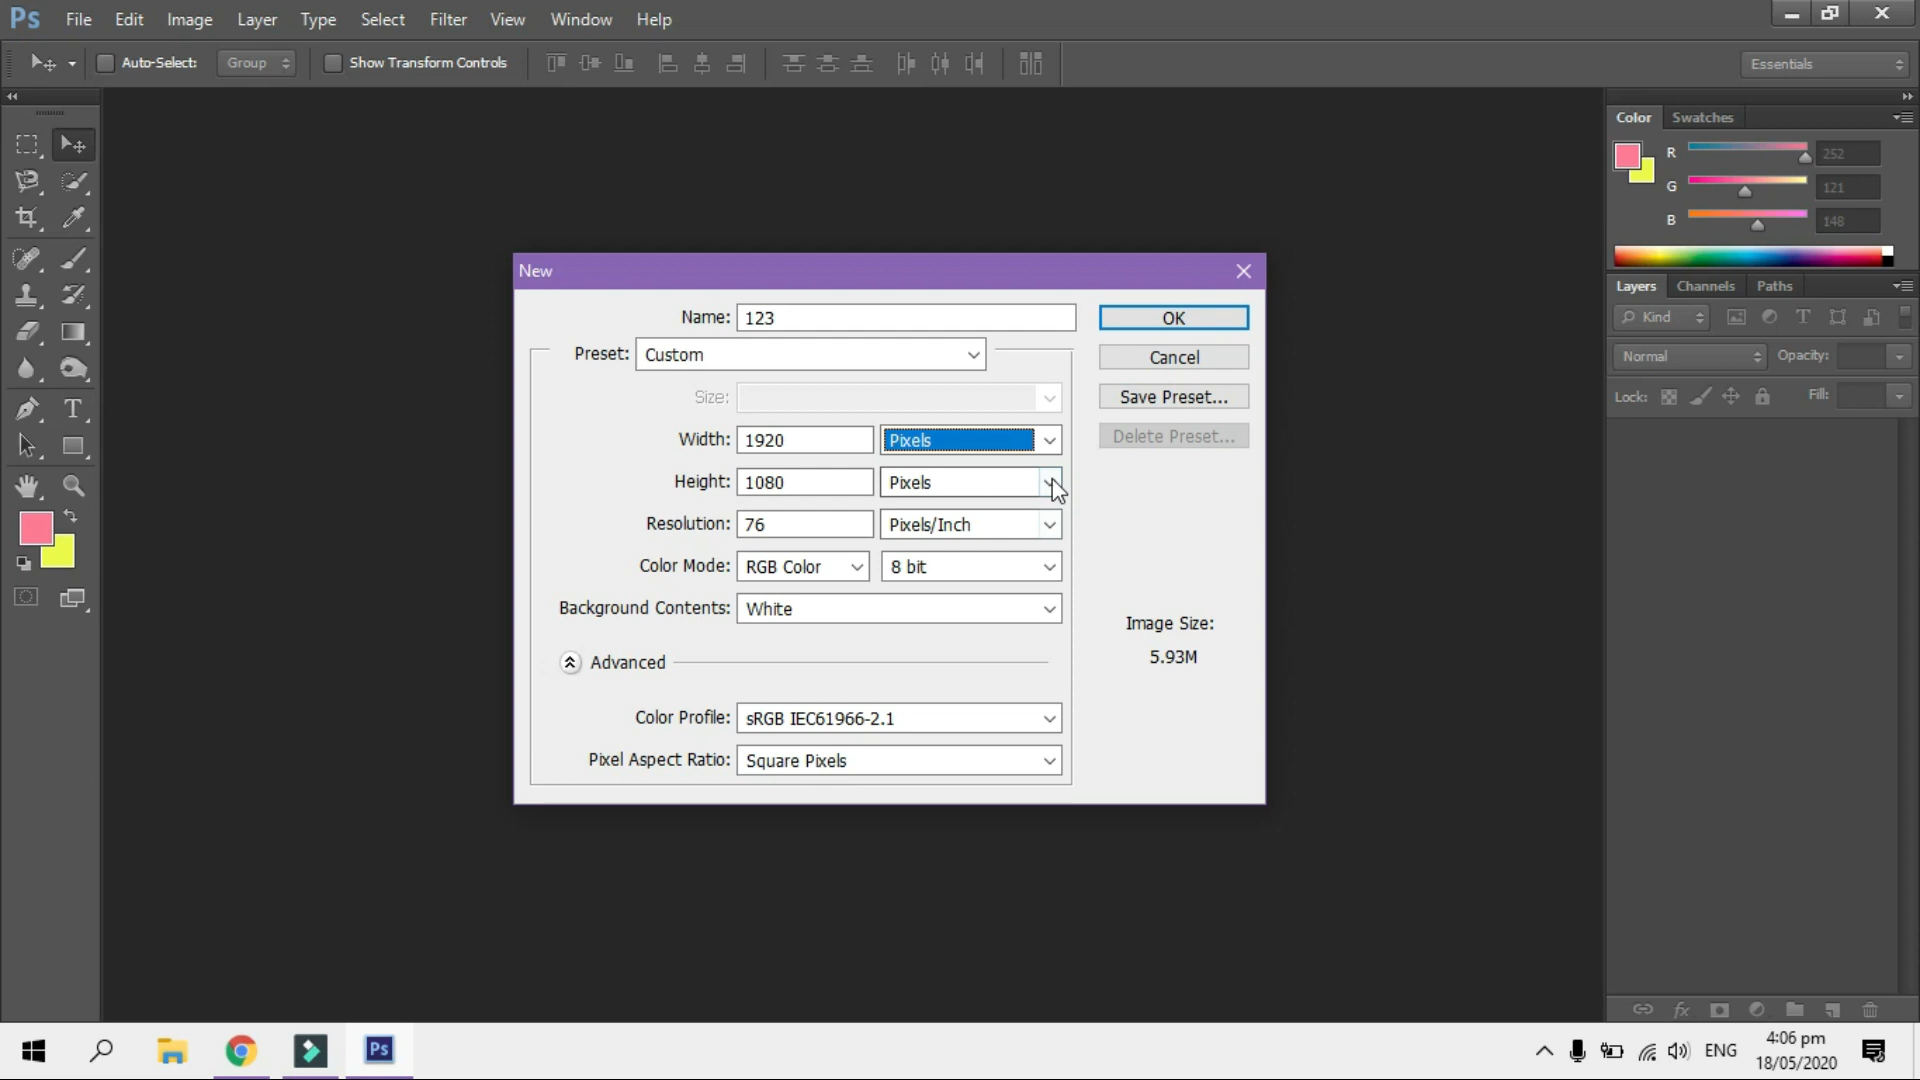 Ps File Edit Image Layer Type Select Filter View Window Help
Auto-Select: Group Show Transform Controls Essentials
Color Swatches
R 252
G 121
B 148
Layers Channels Paths
Kind T
Normal Opacity:
Lock: Fill:
New
Name: 123 OK
Preset: Custom Cancel
Size: Save Preset...
Width: 1920 Pixels Delete Preset...
Height: 1080 Pixels
Resolution: 76 Pixels/Inch
Color Mode: RGB Color 8 bit
Background Contents: White
Image Size:
5.93M
Advanced
Color Profile: sRGB IEC61966-2.1
Pixel Aspect Ratio: Square Pixels
T
fx
Ps ENG 4:06 pm
18/05/2020